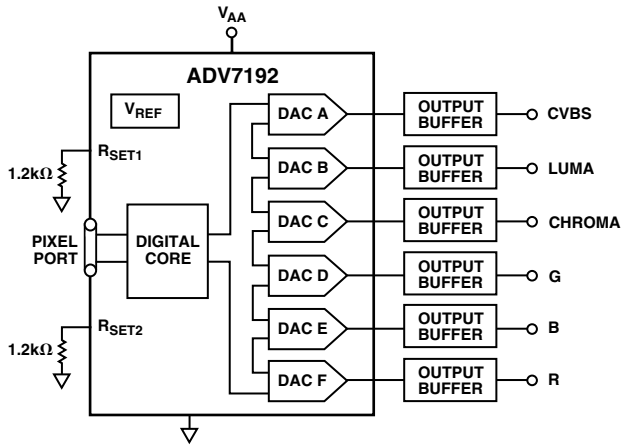 VAA
ADV7192
VREF
RSET1
1.2kΩ
PIXEL
PORT
DIGITAL
CORE
RSET2
1.2kΩ
DAC A
OUTPUT
BUFFER
CVBS
DAC B
OUTPUT
BUFFER
LUMA
DAC C
OUTPUT
BUFFER
CHROMA
DAC D
OUTPUT
BUFFER
G
DAC E
OUTPUT
BUFFER
B
DAC F
OUTPUT
BUFFER
R